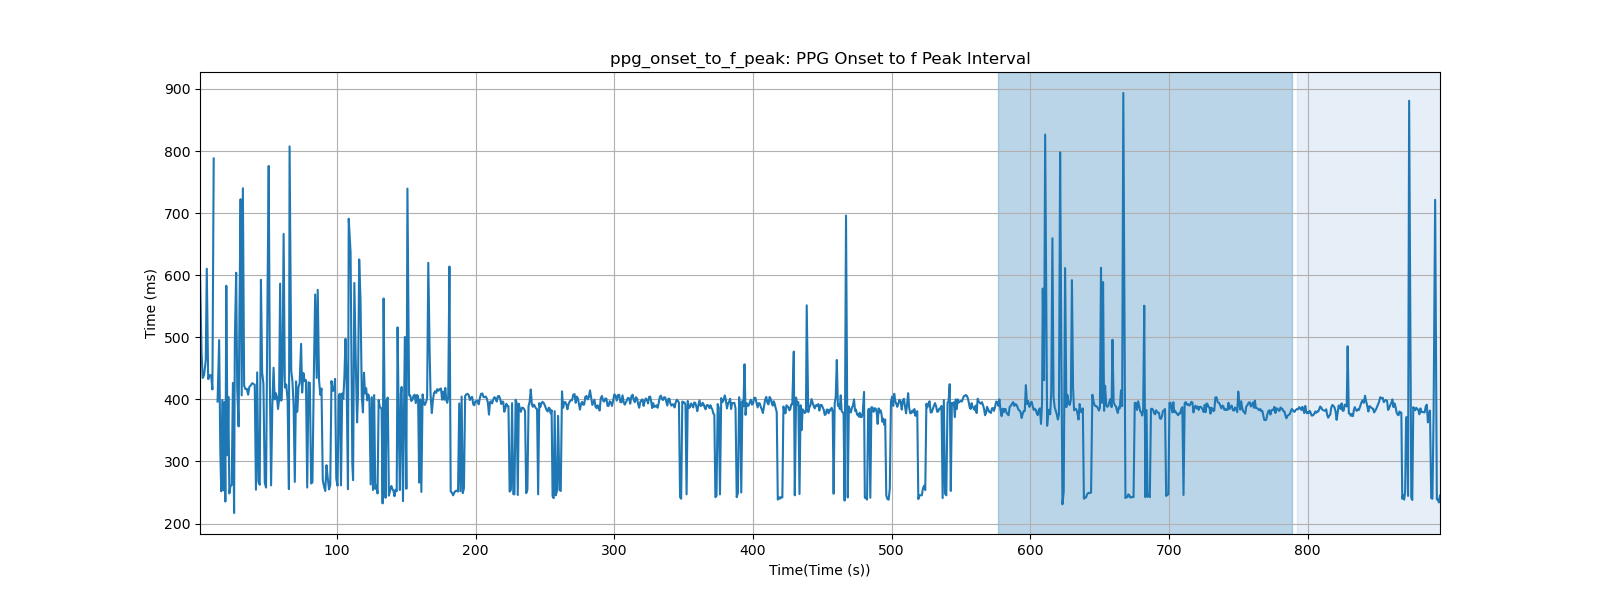 ppg_onset_to_f_peak: PPG Onset to f Peak Interval
900
800
700
600
500
400
300
200
Time (ms)
100 200 300 400 500 600 700 800
Time(Time (s))